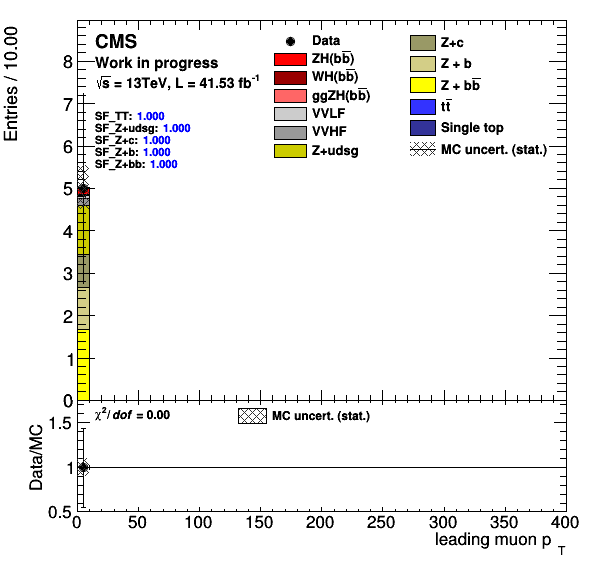 Entries / 10.00
CMS
Work in progress
√s = 13TeV, L = 41.53 fb⁻¹
SF_TT: 1.000
SF_Z+udsg: 1.000
SF_Z+c: 1.000
SF_Z+b: 1.000
SF_Z+bb: 1.000
Data
ZH(bb̅)
WH(bb̅)
ggZH(bb̅)
VVLF
VVHF
Z+udsg
Z+c
Z + b
Z + bb̅
tt̅
Single top
MC uncert. (stat.)
8
7
6
5
4
3
2
1
0
χ²/dof = 0.00
MC uncert. (stat.)
Data/MC
1.5
1
0.5
0 50 100 150 200 250 300 350 400
leading muon p_T